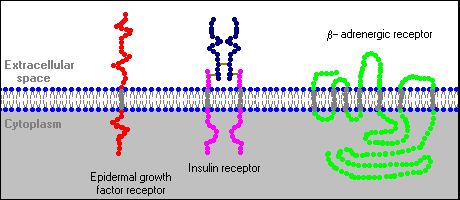 β- adrenergic receptor
Extracellular
space
Cytoplasm
Epidermal growth
factor receptor
Insulin receptor